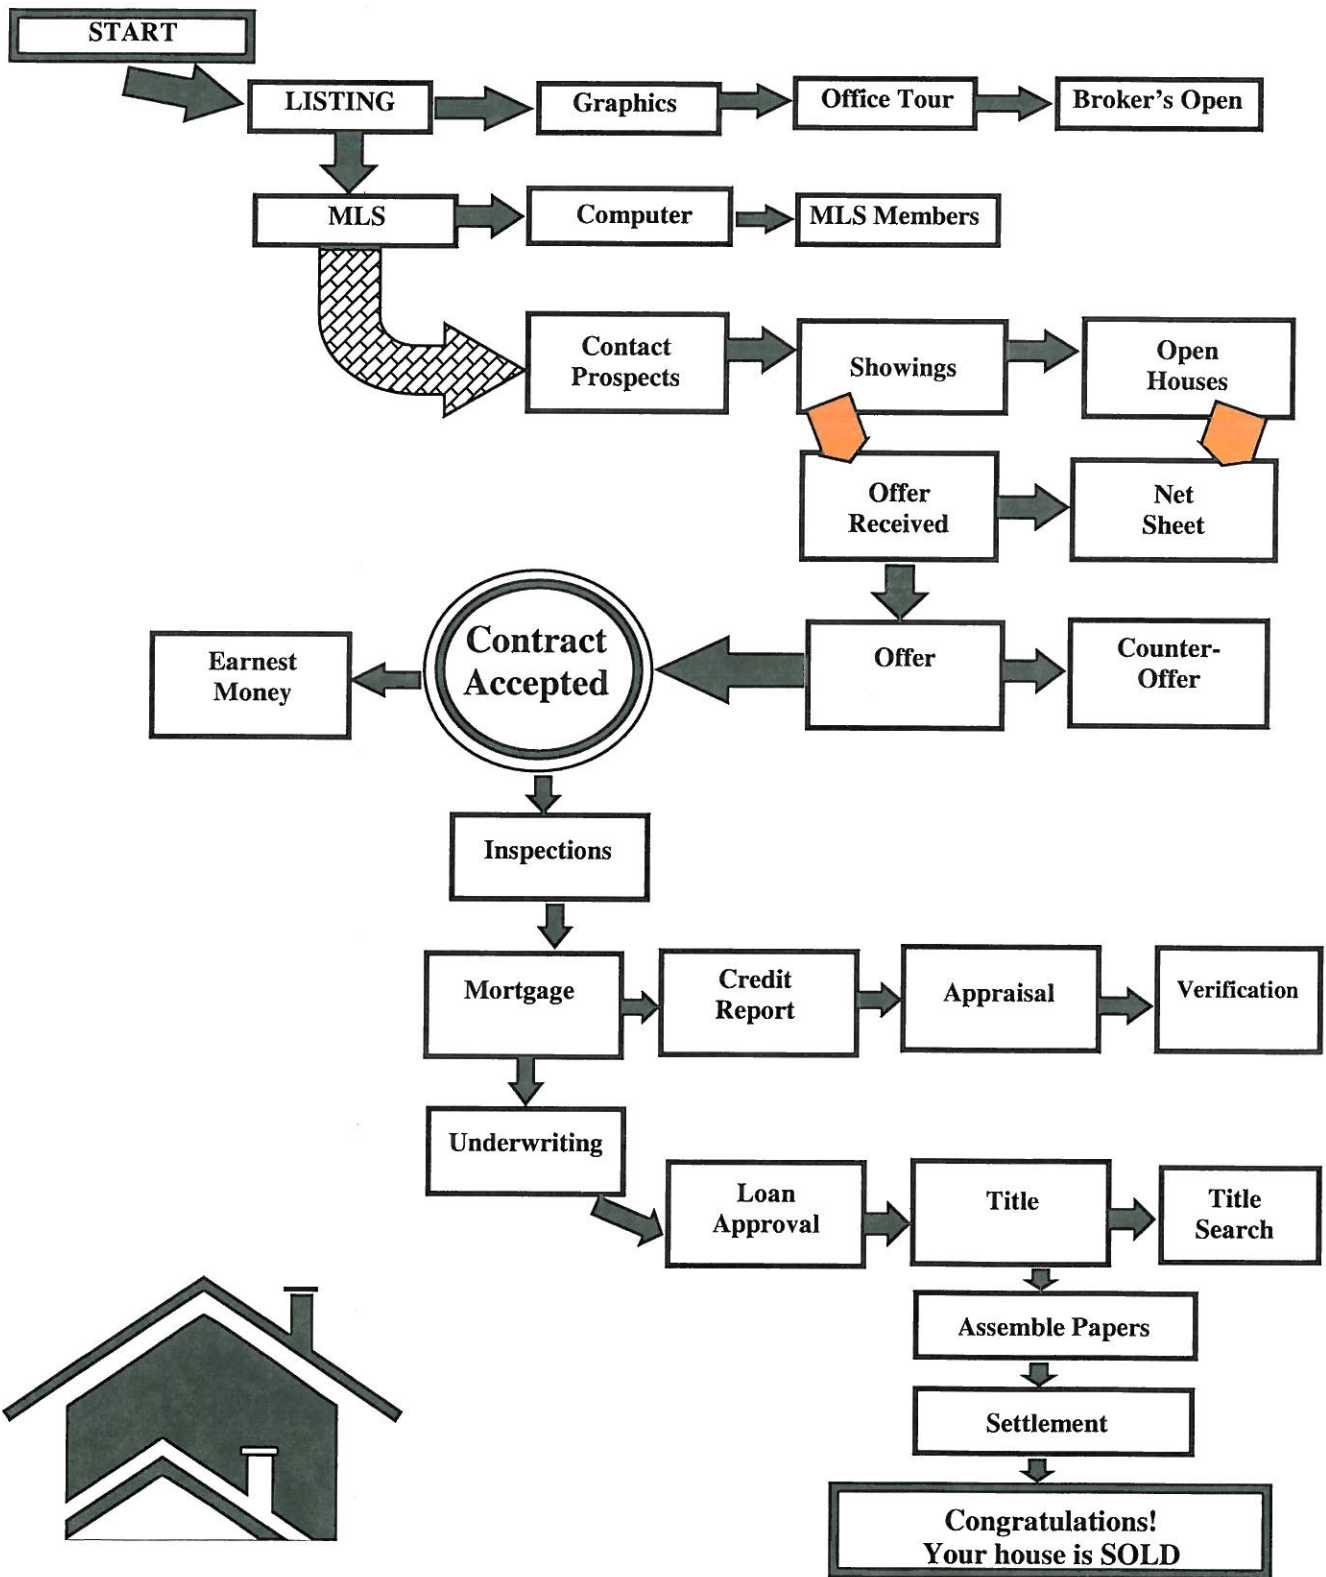 START
LISTING
Graphics
Office Tour
Broker's Open
MLS
Computer
MLS Members
Contact
Prospects
Showings
Open
Houses
Offer
Received
Net
Sheet
Earnest
Money
Contract
Accepted
Offer
Counter-
Offer
Inspections
Mortgage
Credit
Report
Appraisal
Verification
Underwriting
Loan
Approval
Title
Title
Search
Assemble Papers
Settlement
Congratulations!
Your house is SOLD